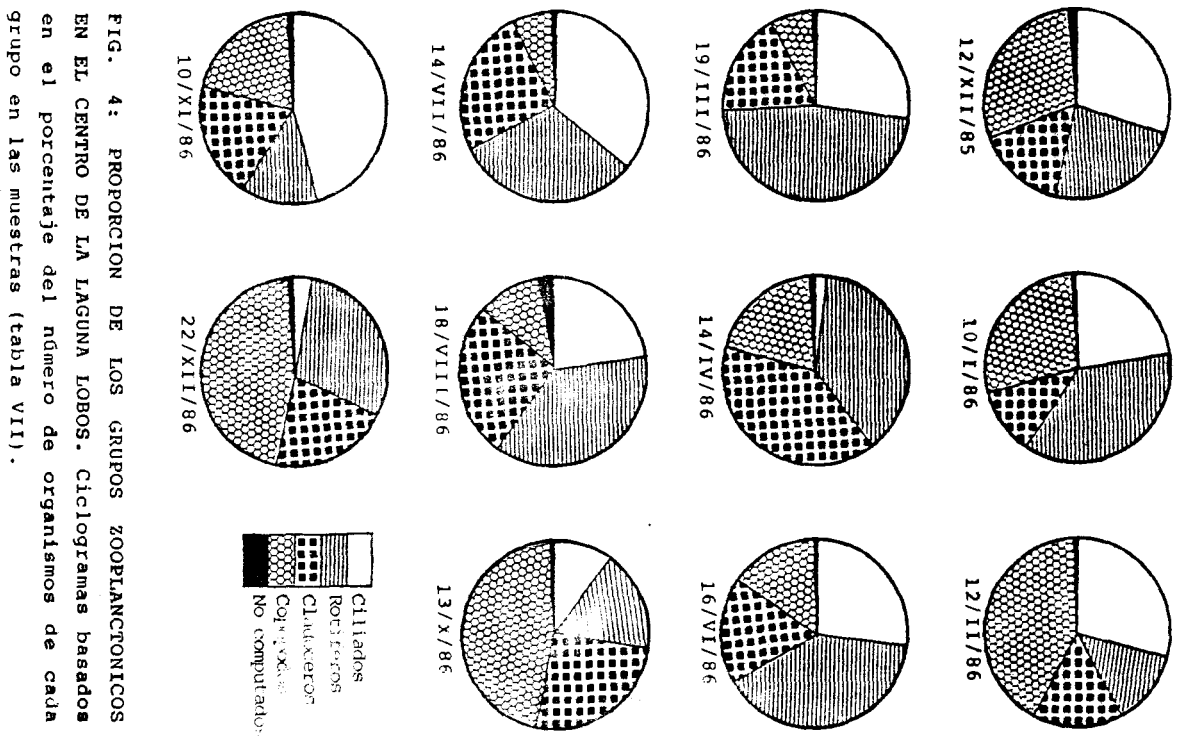 12/XII/85
10/I/86
12/II/86
19/III/86
14/IV/86
16/VI/86
14/VII/86
18/VIII/86
13/X/86
10/XI/86
22/XII/86
Ciliados
Rotíferos
Cladóceros
Copépodos
No computados
FIG. 4: PROPORCION DE LOS GRUPOS ZOOPLANCTONICOS
EN EL CENTRO DE LA LAGUNA LOBOS. Ciclogramas basados
en el porcentaje del número de organismos de cada
grupo en las muestras (tabla VII).